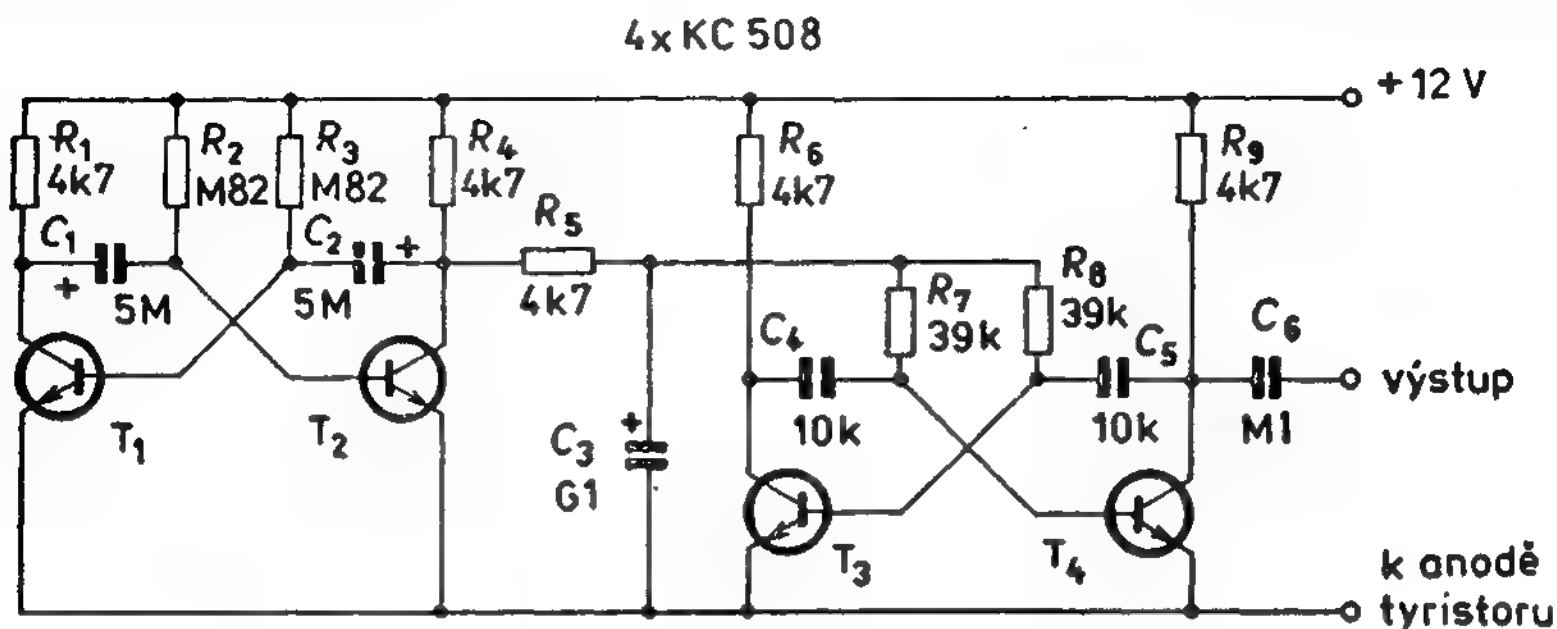 4x KC 508
+ 12 V
R1
4k7
R2
M82
R3
M82
R4
4k7
R6
4k7
R9
4k7
C1
+
5M
C2
+
5M
R5
4k7
R7
39k
R8
39k
C4
10k
C5
10k
C6
M1
výstup
T1
T2
C3
+
G1
T3
T4
k anodě
tyristoru